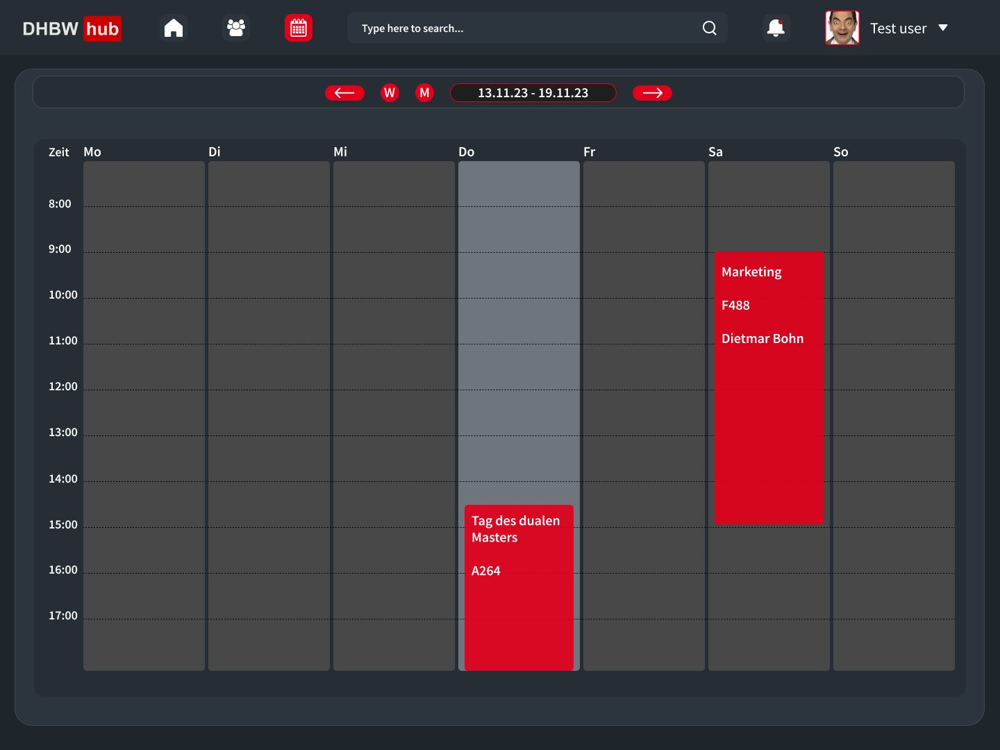 DHBW hub
Type here to search...
Test user
W M 13.11.23 - 19.11.23
Zeit Mo Di Mi Do Fr Sa So
8:00
9:00
10:00
11:00
12:00
13:00
14:00
15:00
16:00
17:00
Tag des dualen
Masters
A264
Marketing
F488
Dietmar Bohn